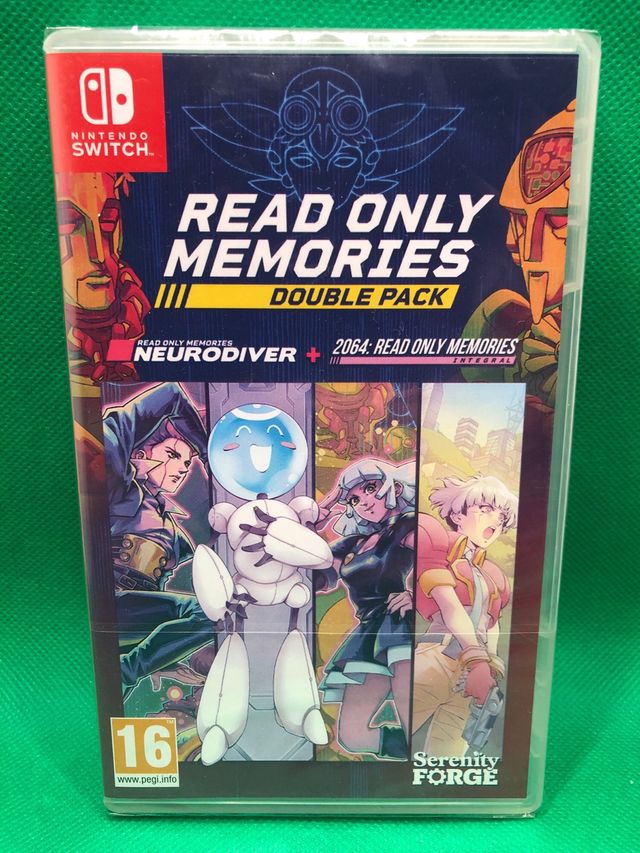 NINTENDO
SWITCH™
READ ONLY
MEMORIES
DOUBLE PACK
READ ONLY MEMORIES
NEURODIVER + 2064: READ ONLY MEMORIES
INTEGRAL
16
www.pegi.info
Serenity
FORGE